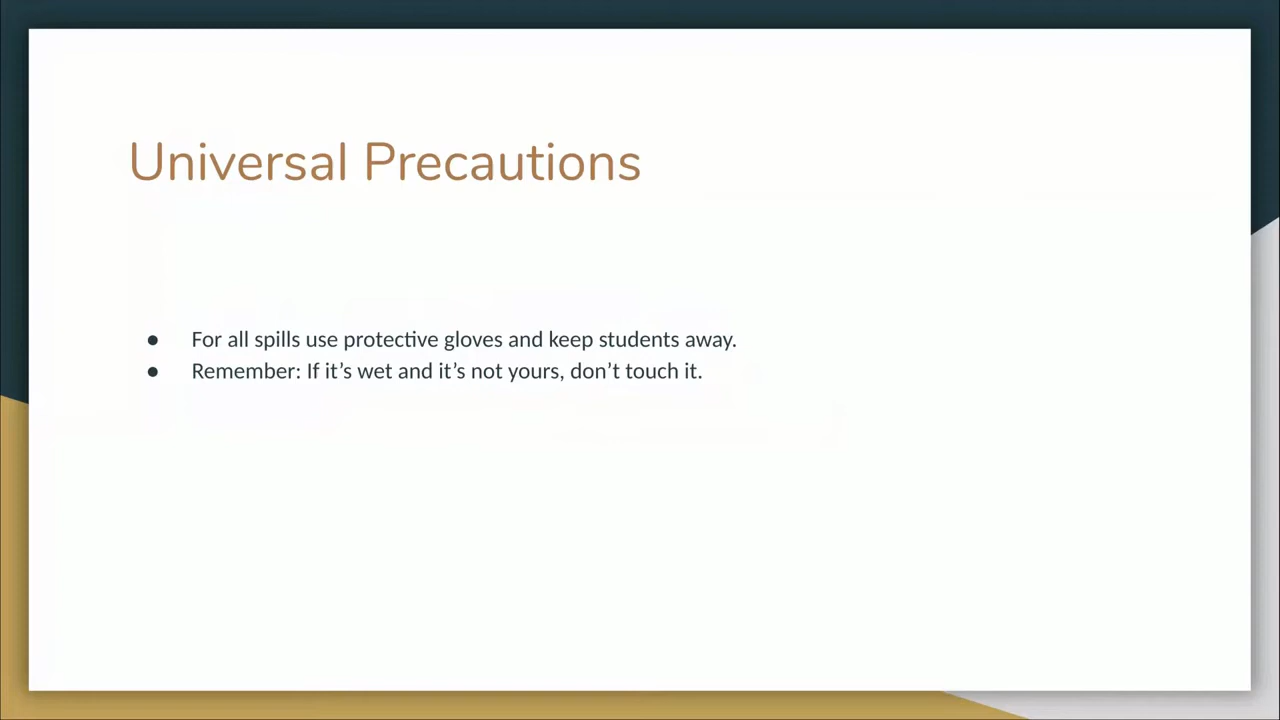 Universal Precautions
● For all spills use protective gloves and keep students away.
● Remember: If it’s wet and it’s not yours, don’t touch it.